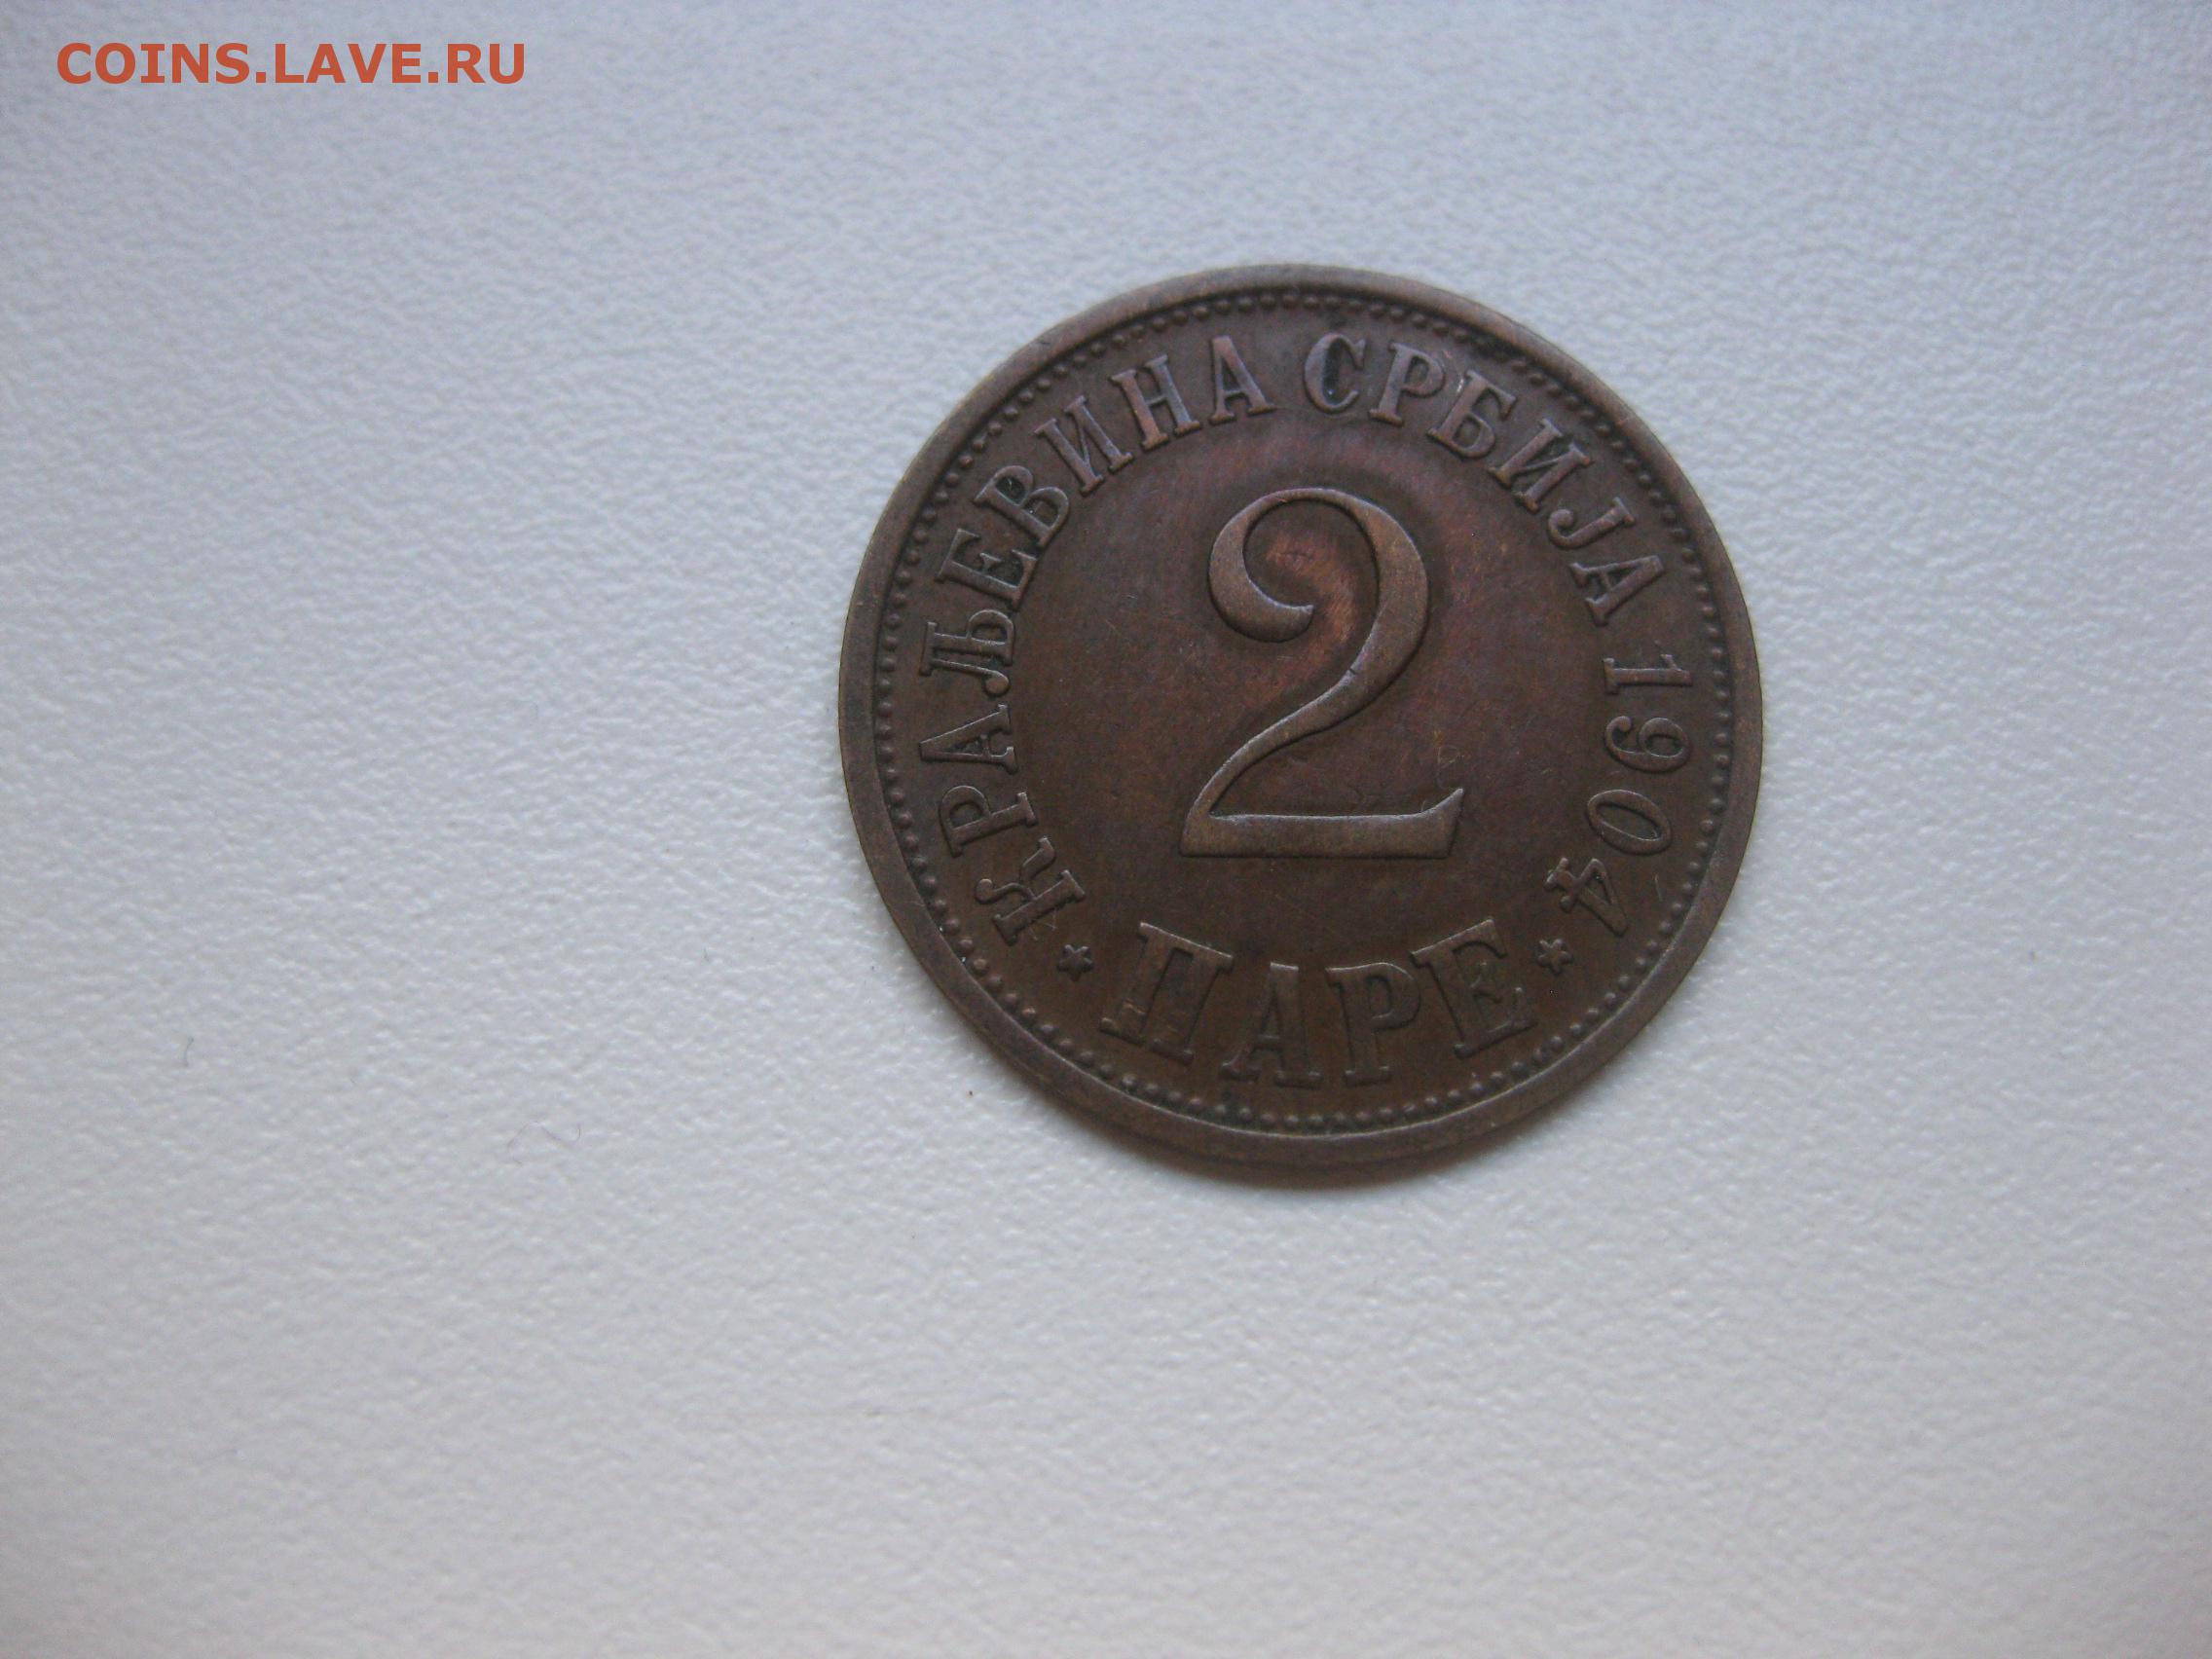 COINS.LAVE.RU
КРАЉЕВИНА СРБИЈА 1904
2
ПАРЕ